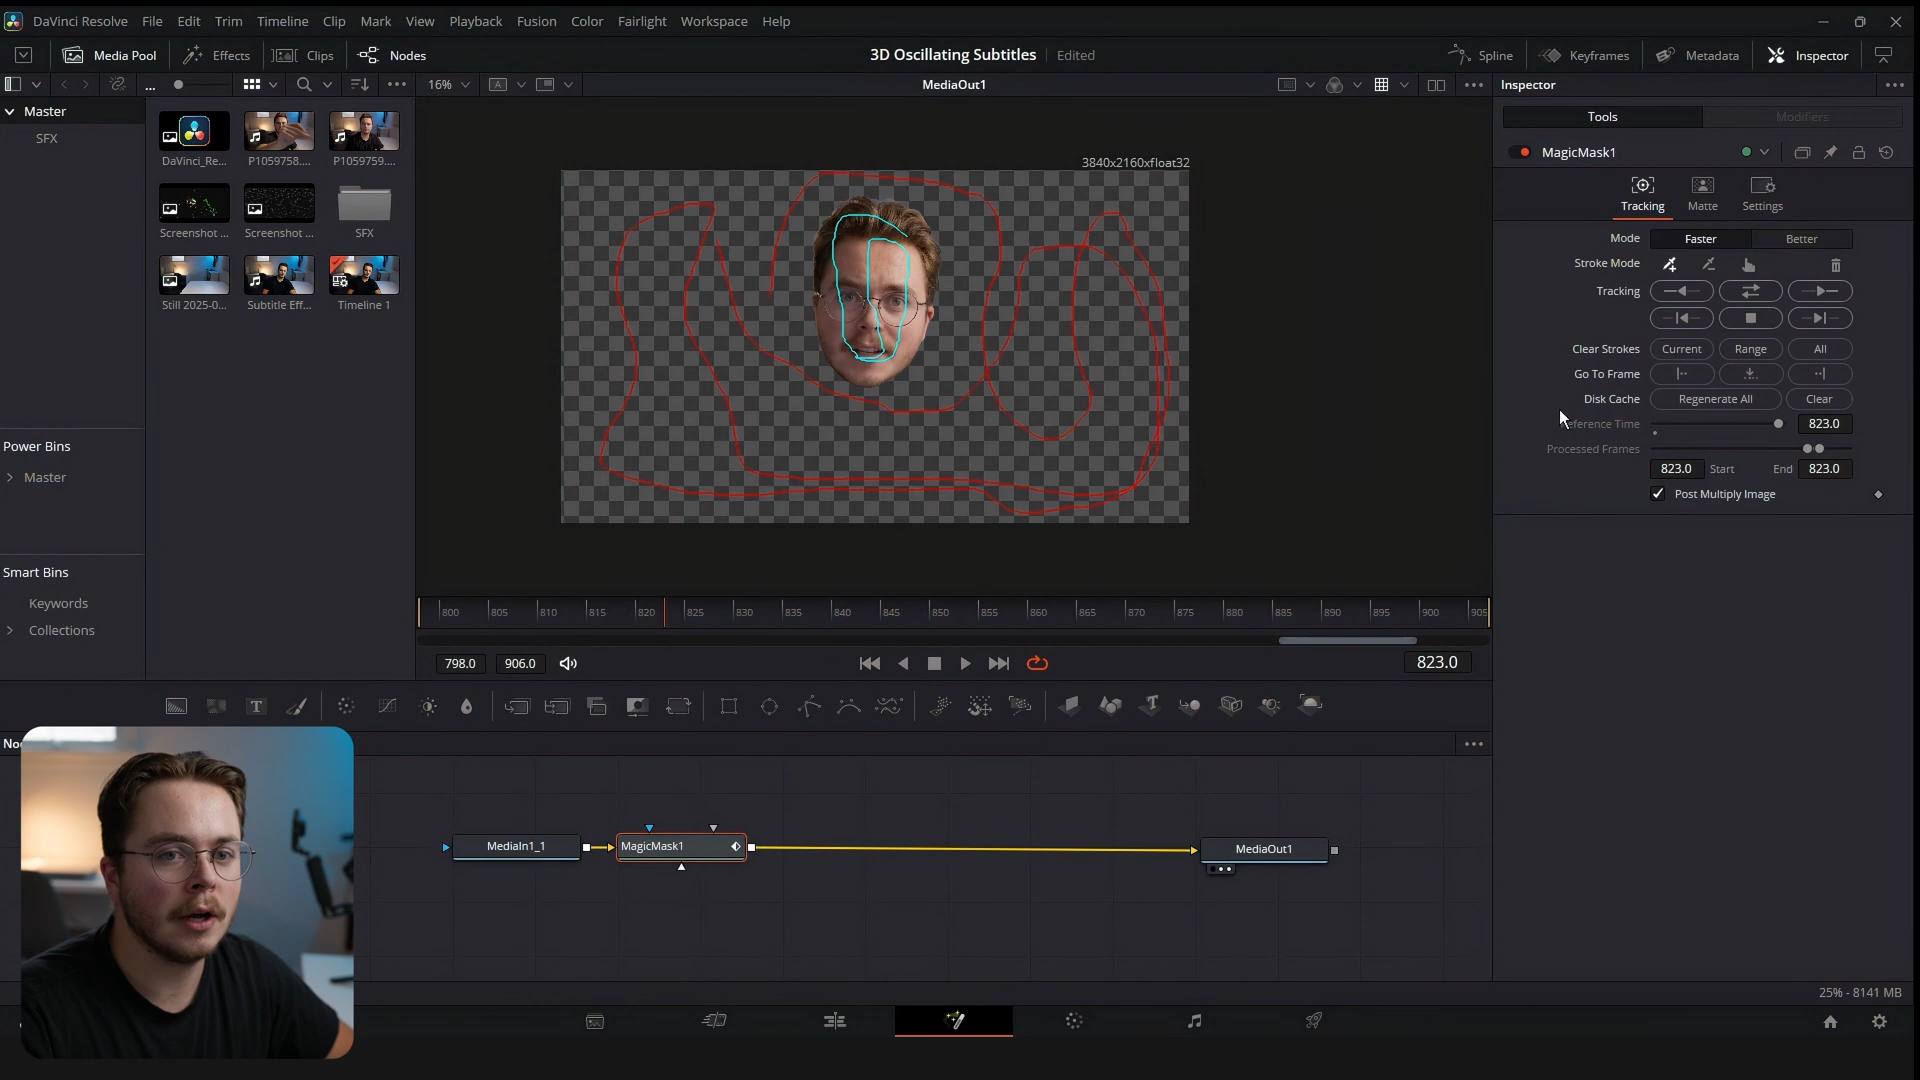 DaVinci Resolve File Edit Trim Timeline Clip Mark View Playback Fusion Color Fairlight Workspace Help
Media Pool Effects Clips Nodes 3D Oscillating Subtitles Edited Spline Keyframes Metadata Inspector
... 16% MediaOut1 Inspector
Master
SFX
DaVinci_Re... P1059758.... P1059759....
Screenshot ... Screenshot ... SFX
Still 2025-0... Subtitle Eff... Timeline 1
Power Bins
Master
Smart Bins
Keywords
Collections
3840x2160xfloat32
800 805 810 815 820 825 830 835 840 845 850 855 860 865 870 875 880 885 890 895 900 905
798.0 906.0 823.0
Tools Modifiers
MagicMask1
Tracking Matte Settings
Mode Faster Better
Stroke Mode
Tracking
Clear Strokes Current Range All
Go To Frame
Disk Cache Regenerate All Clear
eference Time 823.0
Processed Frames
823.0 Start End 823.0
Post Multiply Image
No
MediaIn1_1 MagicMask1 MediaOut1
25% - 8141 MB